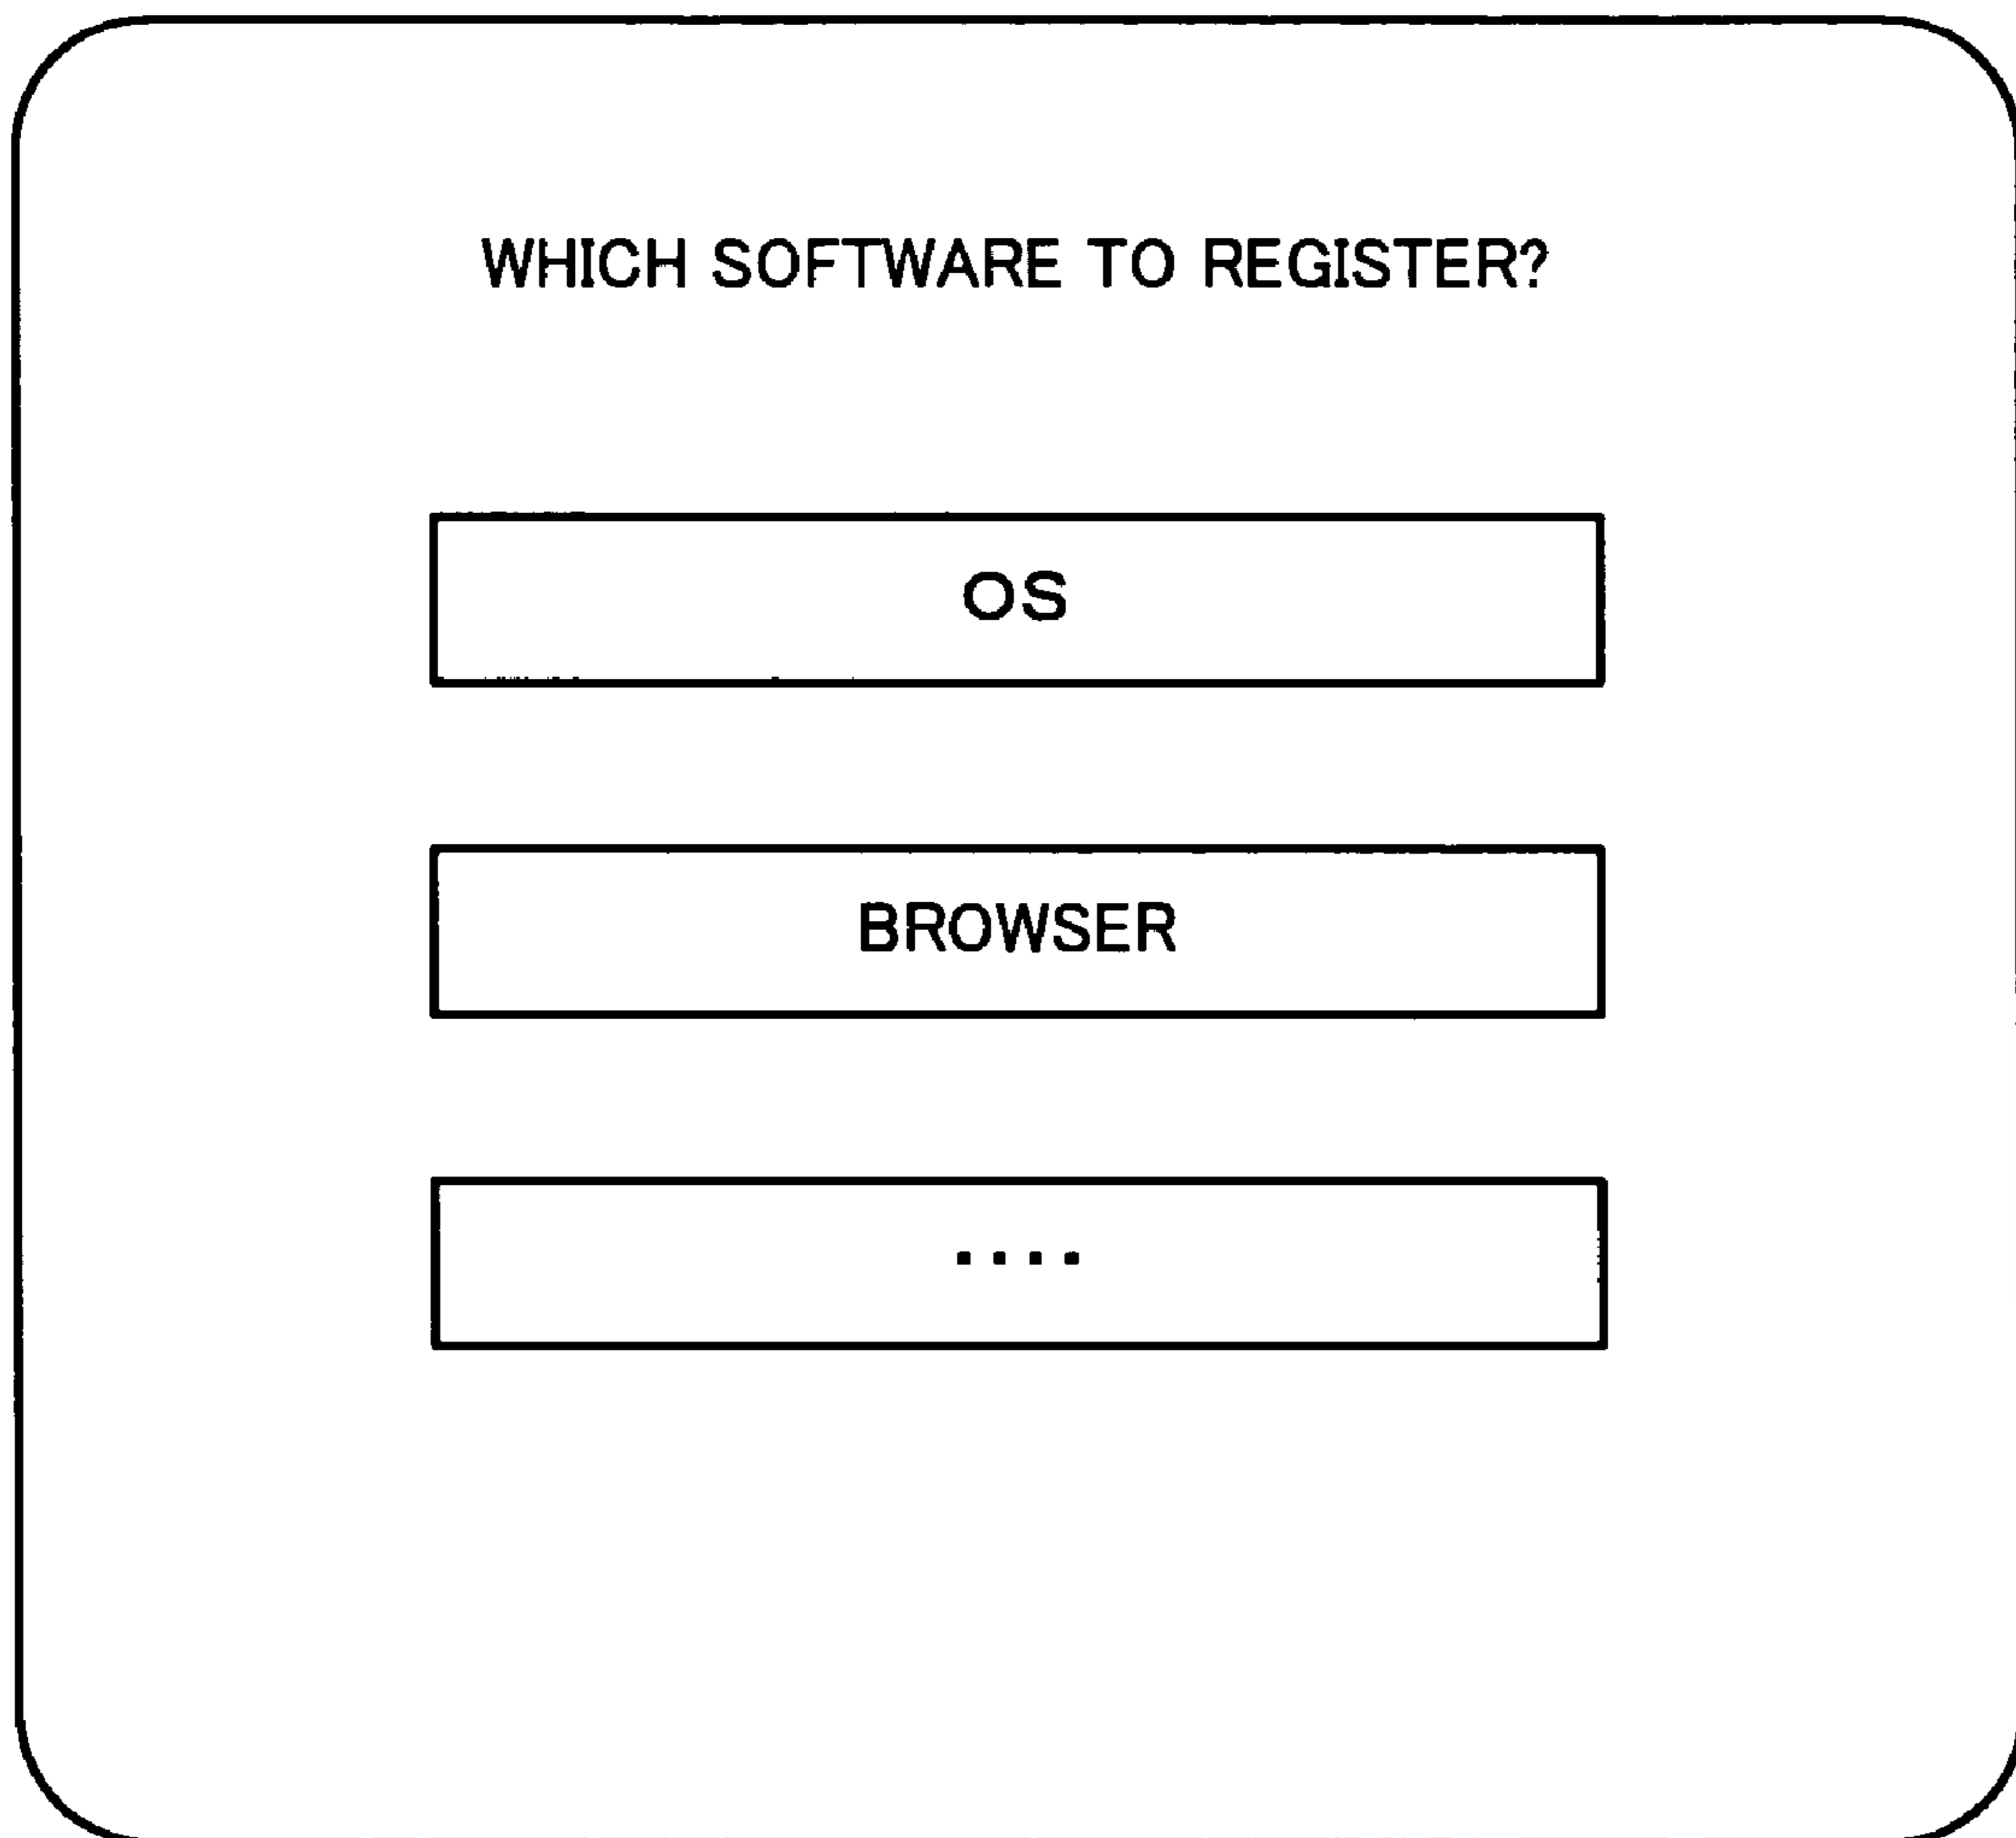 WHICH SOFTWARE TO REGISTER?
OS
BROWSER
....